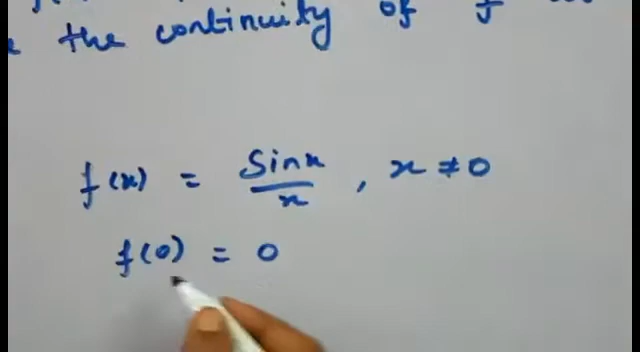 the continuity of f
f(x) = Sinx/x , x ≠ 0
f(0) = 0